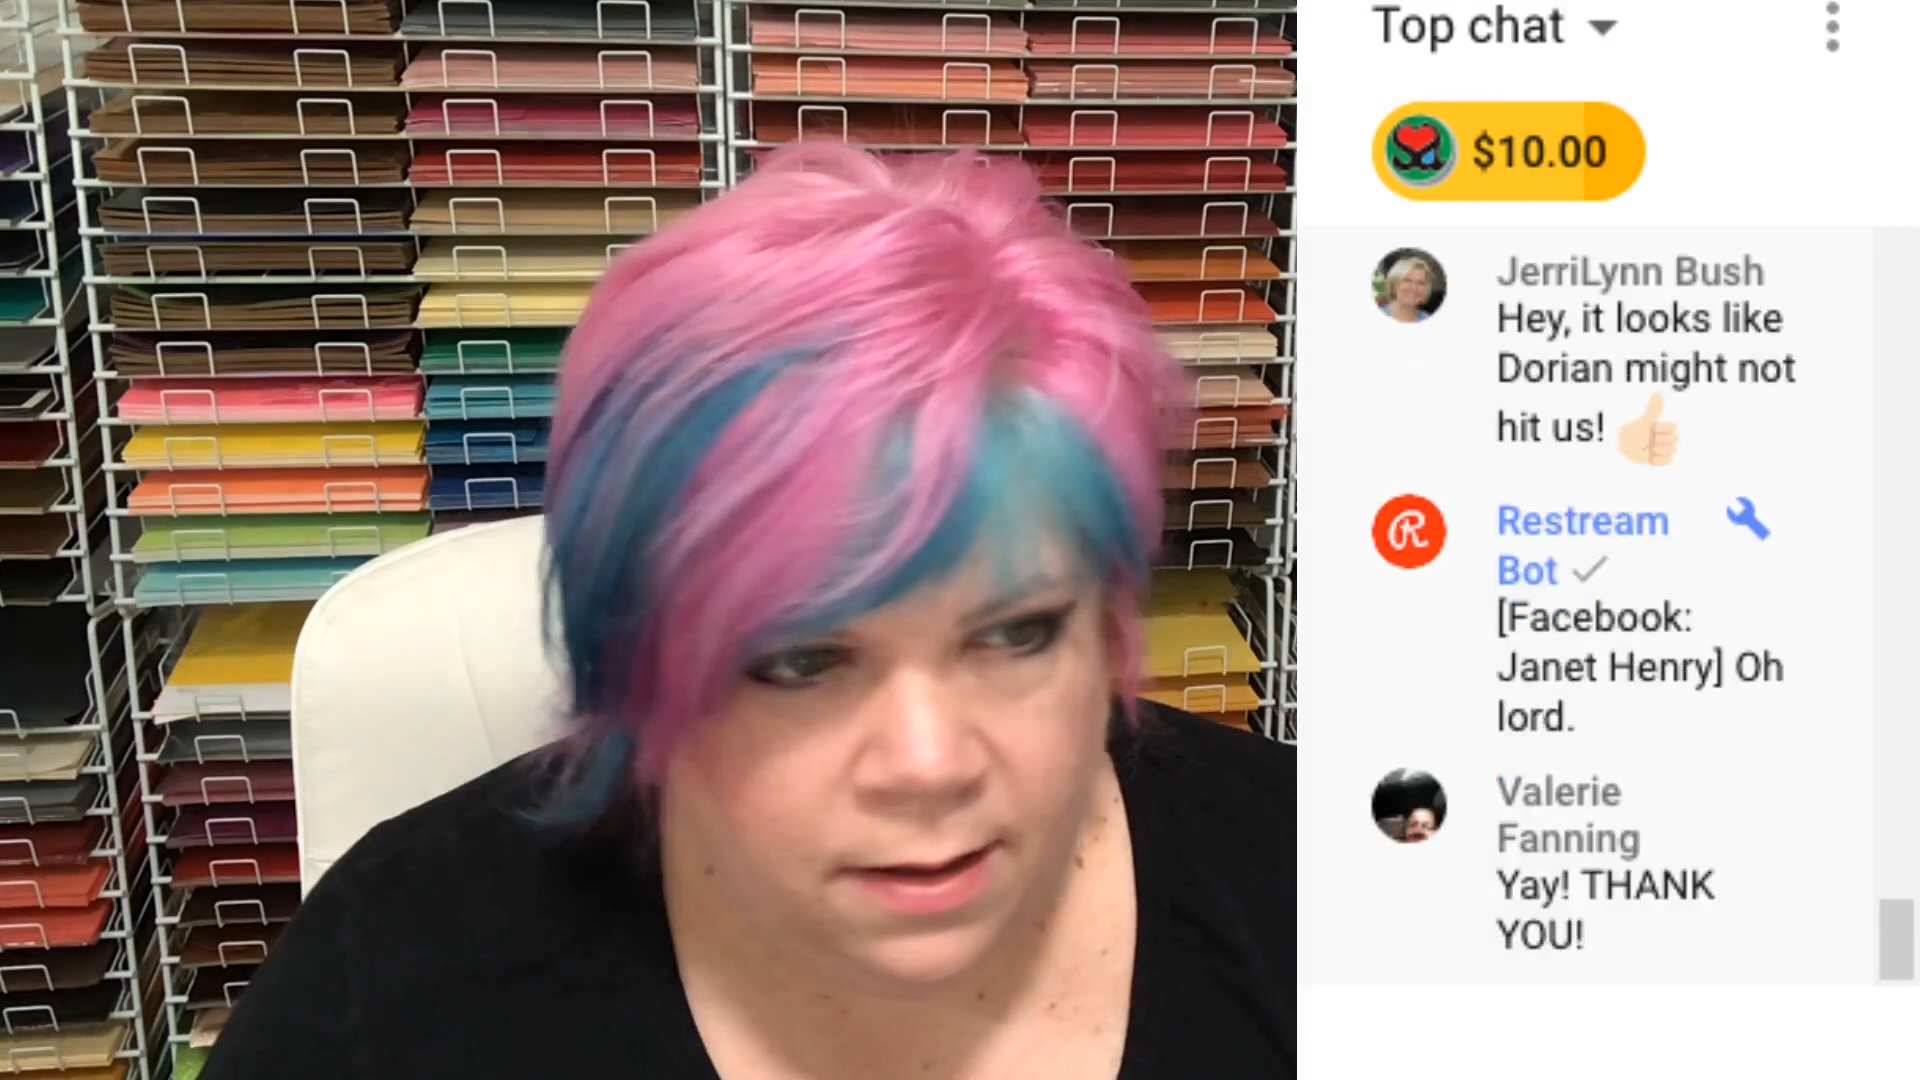 Top chat
$10.00
JerriLynn Bush
Hey, it looks like
Dorian might not
hit us! 👍🏻
Restream
Bot
[Facebook:
Janet Henry] Oh
lord.
Valerie
Fanning
Yay! THANK
YOU!